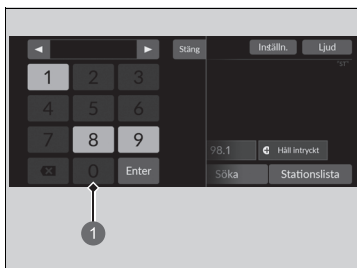 Stäng Inställn. Ljud
"ST"
1 2 3
4 5 6
7 8 9
98.1 Håll intryckt
0 Enter Söka Stationslista
1